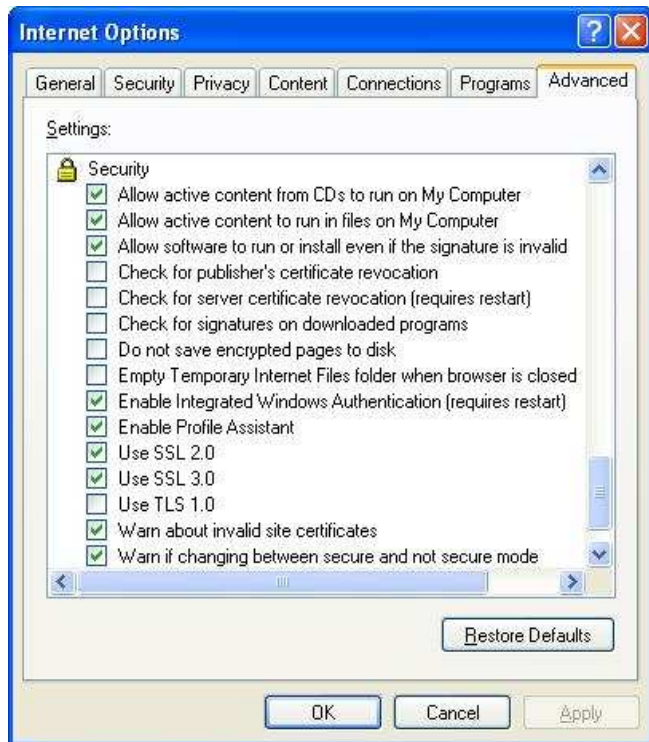 Internet Options
General Security Privacy Content Connections Programs Advanced
Settings:
Security
Allow active content from CDs to run on My Computer
Allow active content to run in files on My Computer
Allow software to run or install even if the signature is invalid
Check for publisher's certificate revocation
Check for server certificate revocation (requires restart)
Check for signatures on downloaded programs
Do not save encrypted pages to disk
Empty Temporary Internet Files folder when browser is closed
Enable Integrated Windows Authentication (requires restart)
Enable Profile Assistant
Use SSL 2.0
Use SSL 3.0
Use TLS 1.0
Warn about invalid site certificates
Warn if changing between secure and not secure mode
Restore Defaults
OK Cancel Apply